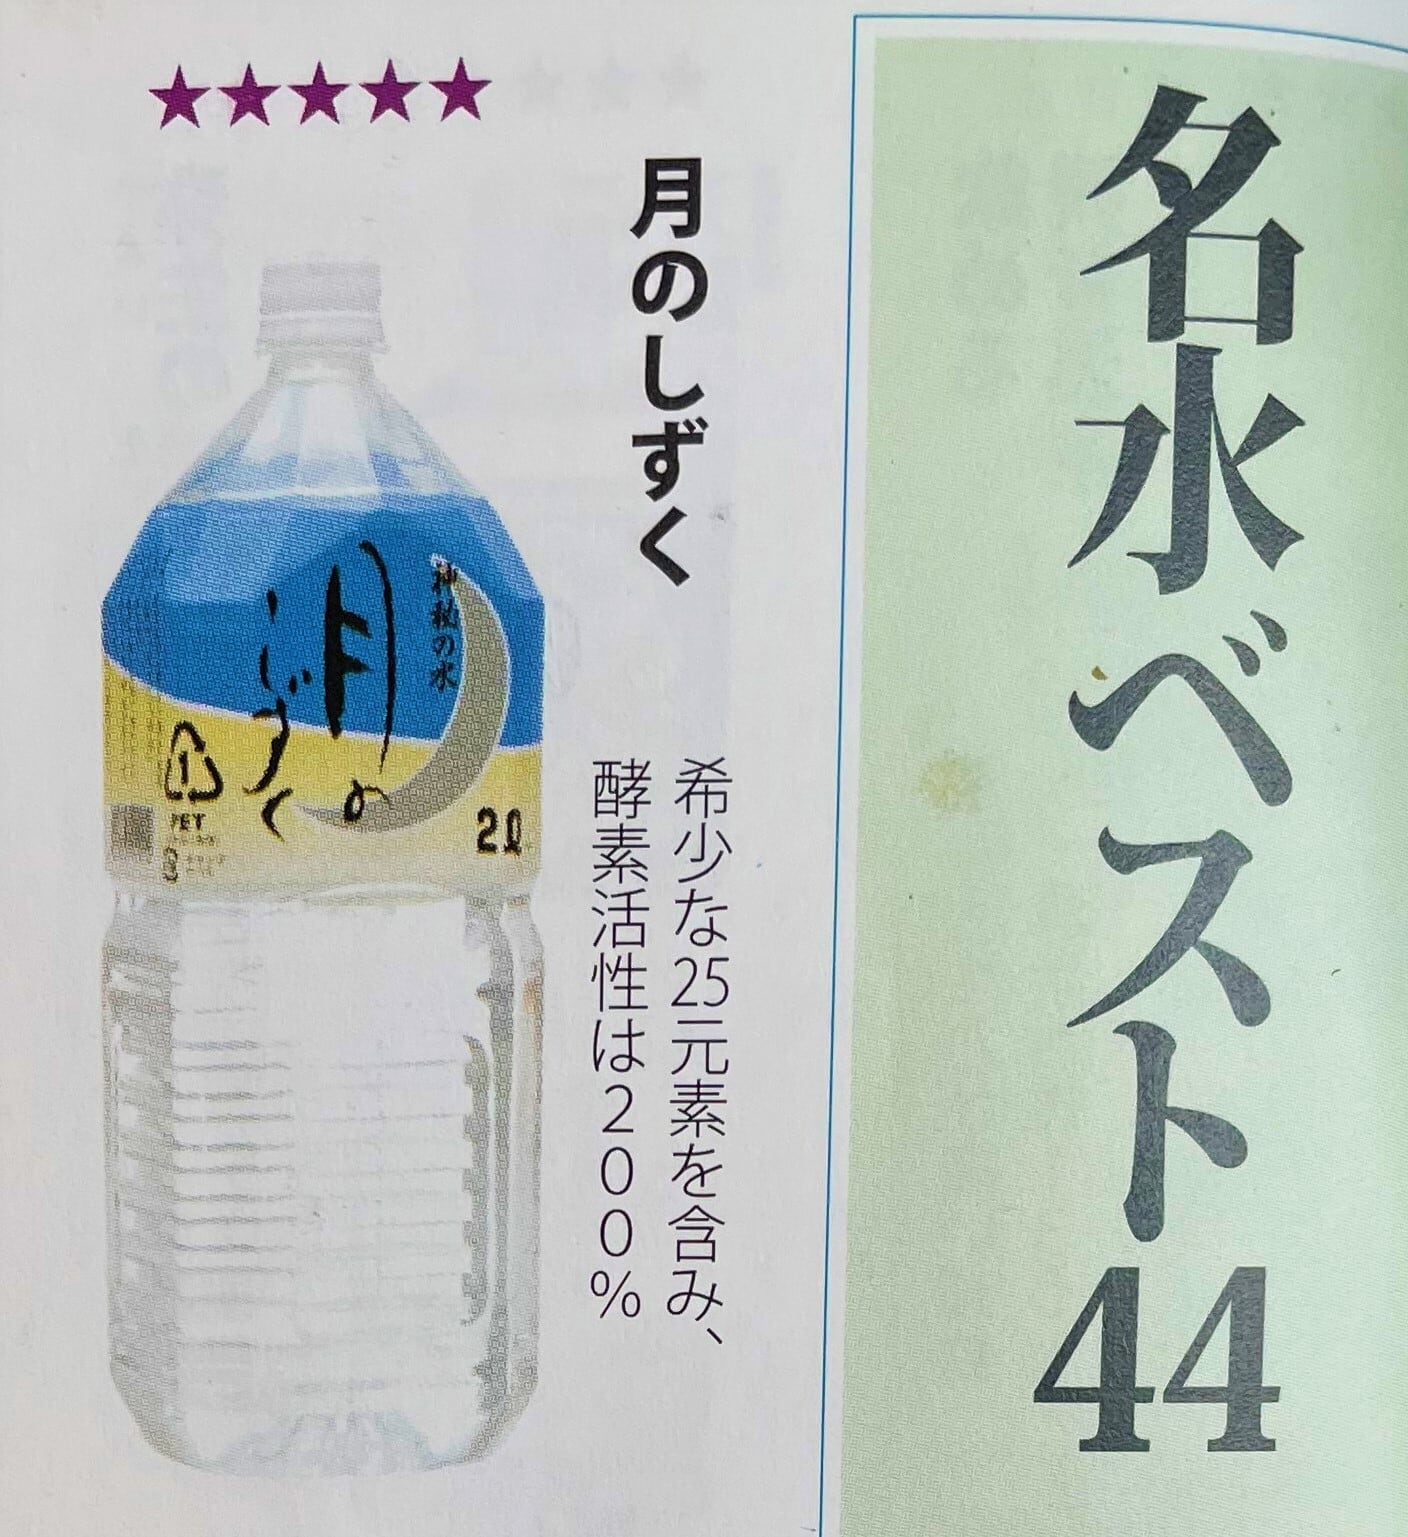 名水ベスト44
月のしずく
希少な25元素を含み、
酵素活性は２００％
神秘の水
月の
しずく
2ℓ
1
PET